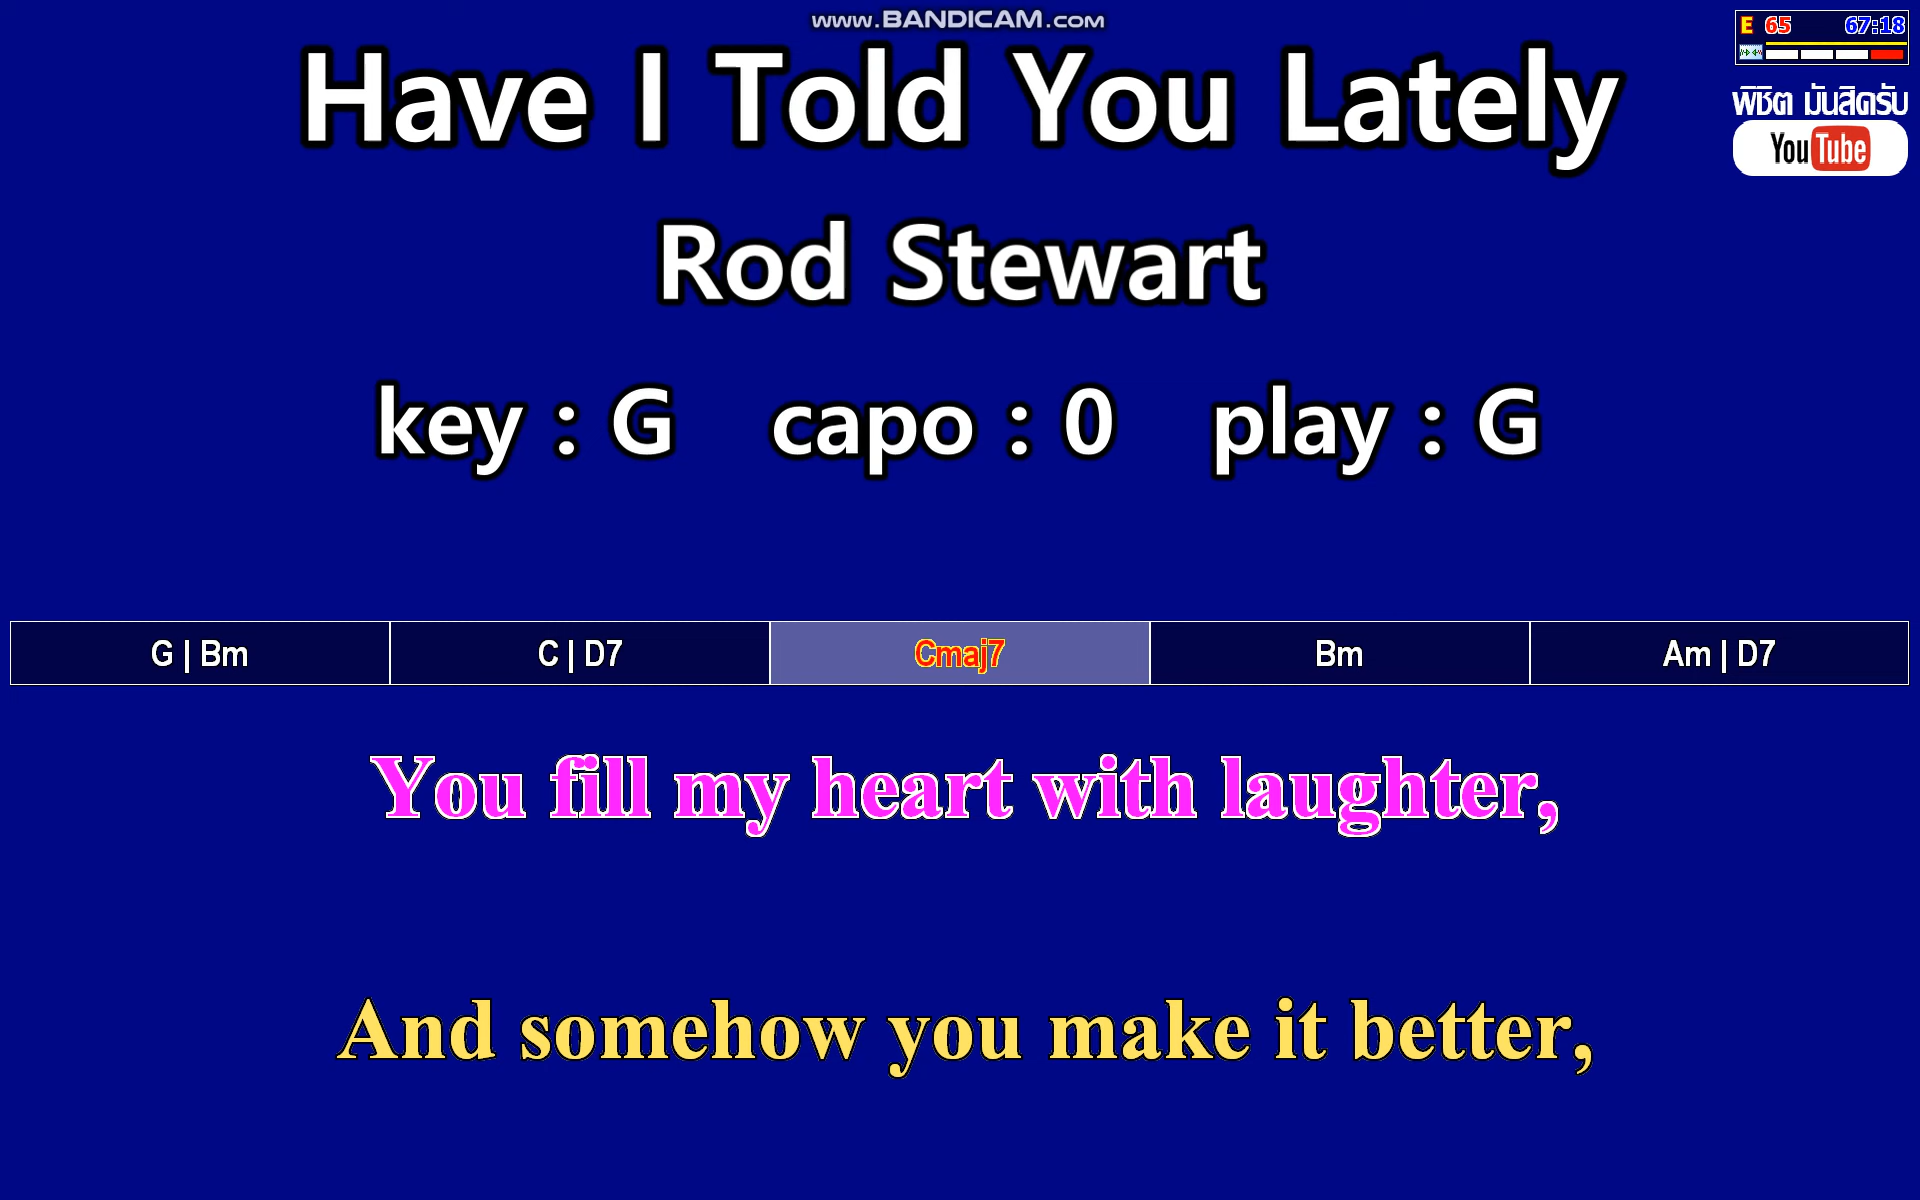 www.BANDICAM.com
E 65 67:18
Have I Told You Lately
พิชิต มันสิครับ
YouTube
Rod Stewart
key : G capo : 0 play : G
G | Bm C | D7 Cmaj7 Bm Am | D7
You fill my heart with laughter,
And somehow you make it better,